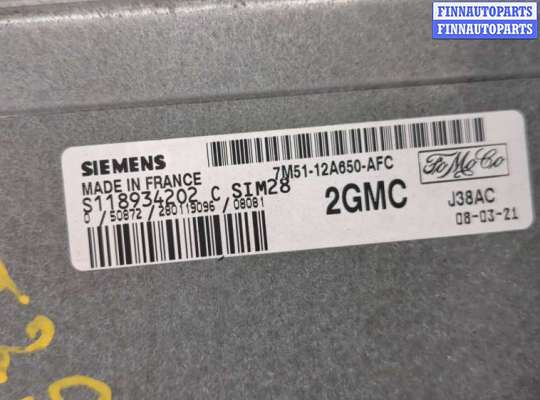 FINNAUTOPARTS
FINNAUTOPARTS
SIEMENS
MADE IN FRANCE
S118934202 C SIM28
0 /50872/280119096 /08081
7M51-12A650-AFC
FoMoCo
2GMC
J38AC
08-03-21